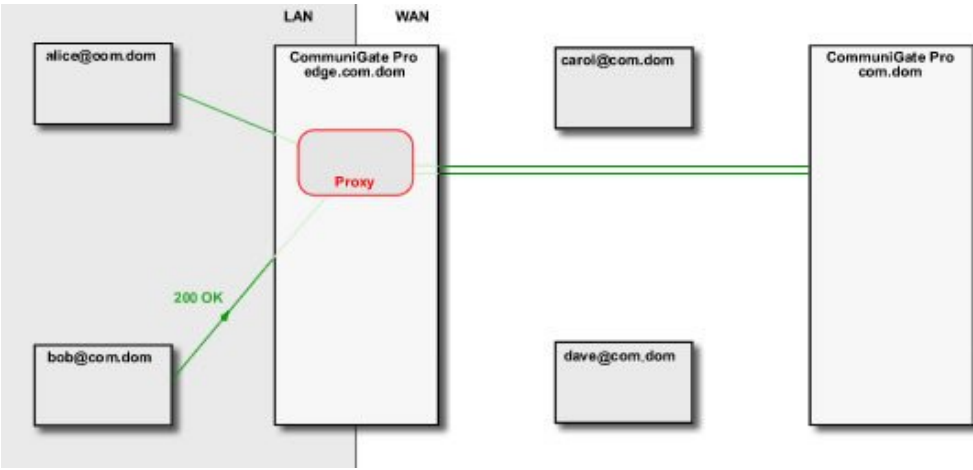 LAN
WAN
alice@com.dom
CommuniGate Pro
edge.com.dom
carol@com.dom
CommuniGate Pro
com.dom
Proxy
200 OK
bob@com.dom
dave@com.dom